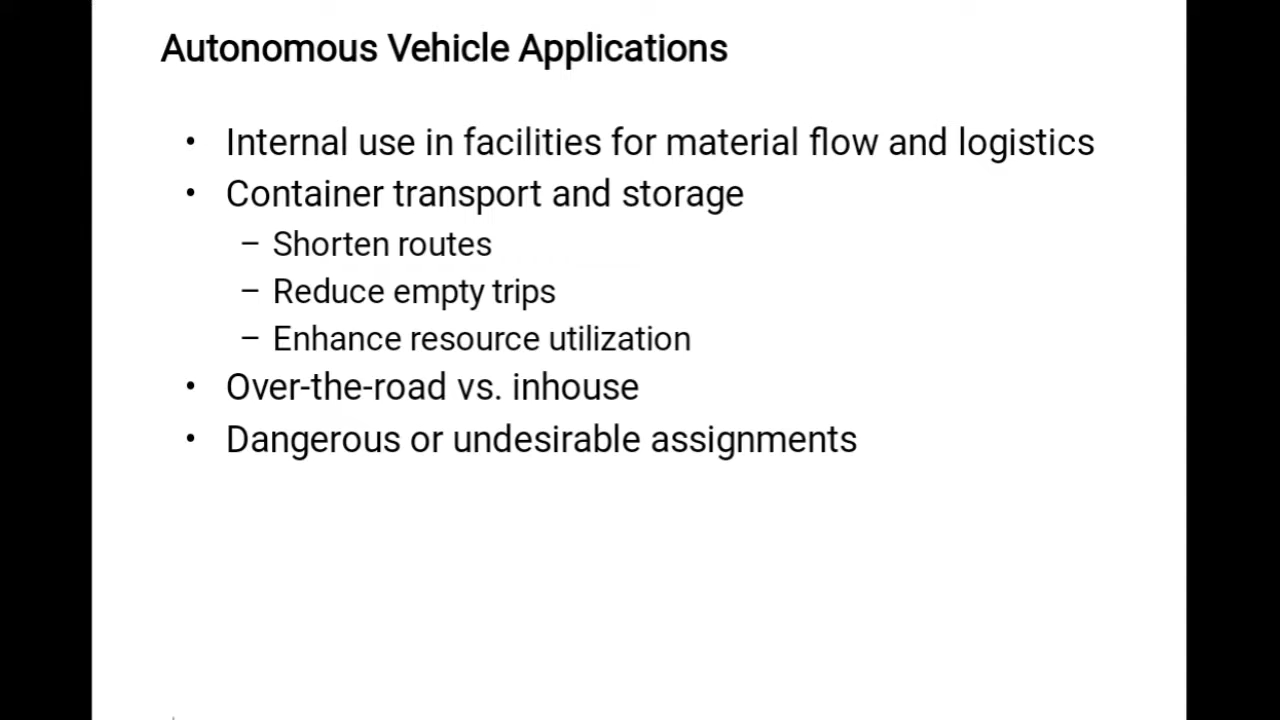 Autonomous Vehicle Applications
• Internal use in facilities for material flow and logistics
• Container transport and storage
– Shorten routes
– Reduce empty trips
– Enhance resource utilization
• Over-the-road vs. inhouse
• Dangerous or undesirable assignments